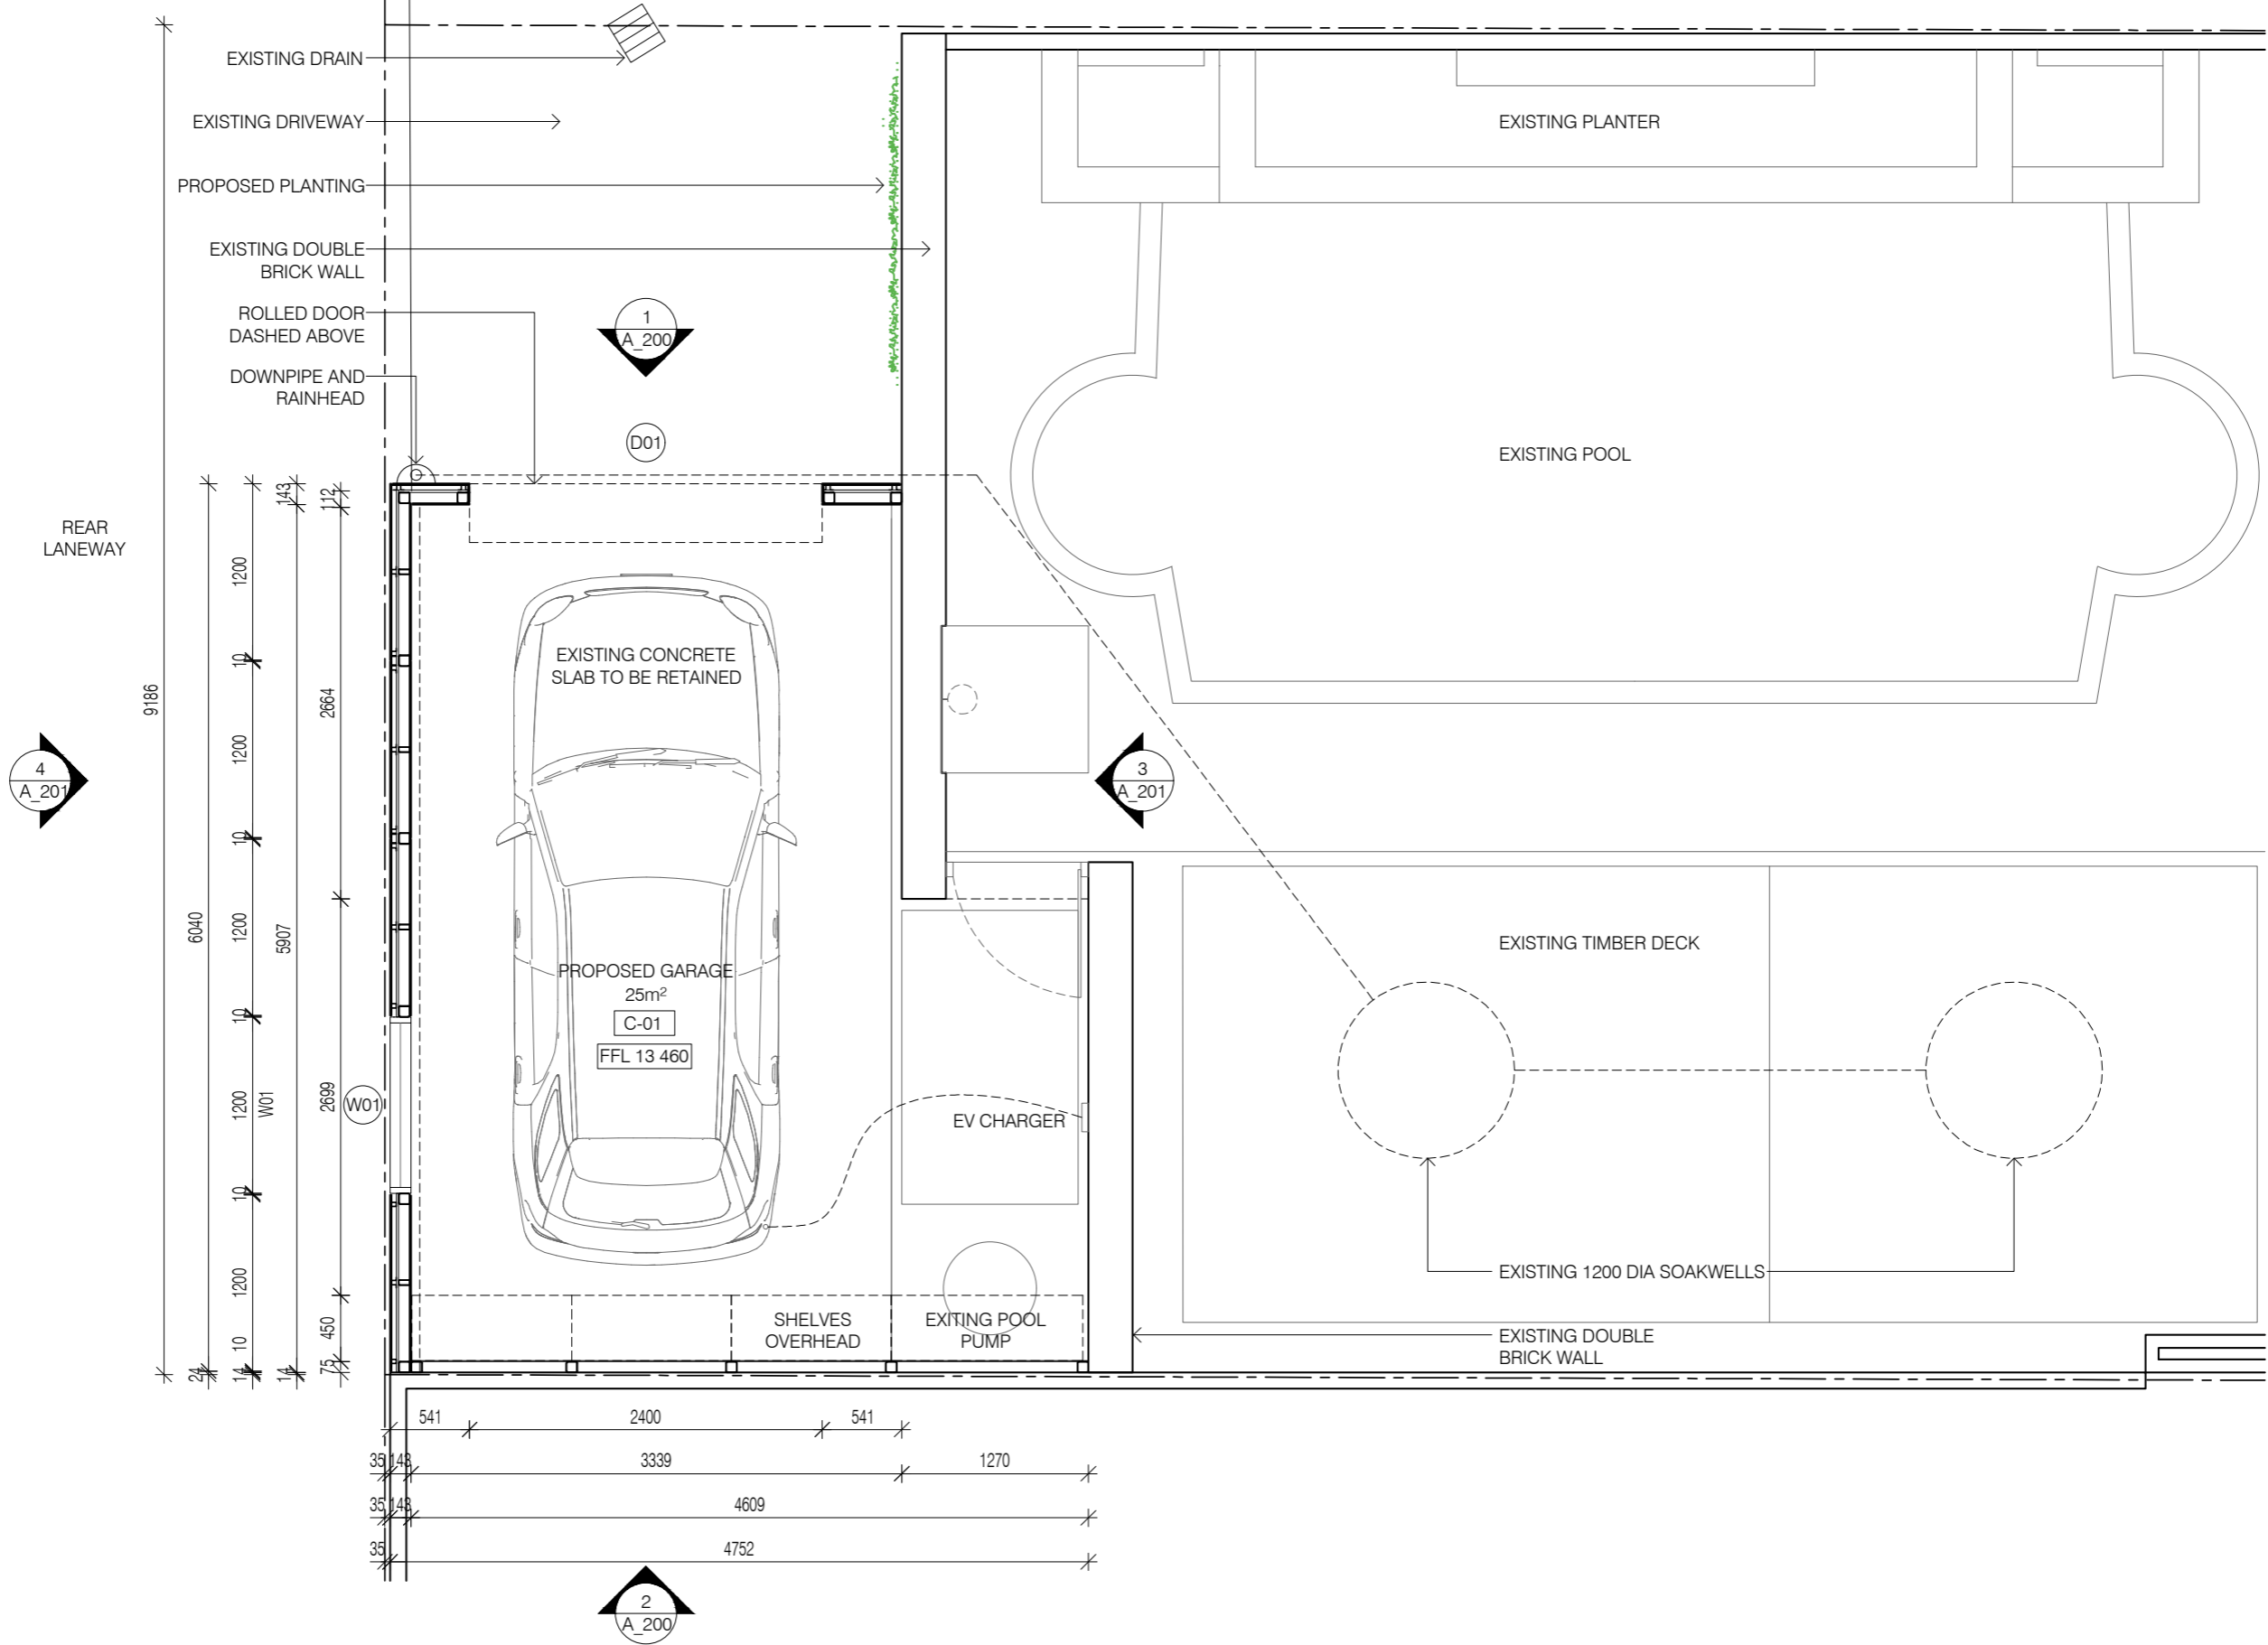 EXISTING DRAIN
EXISTING DRIVEWAY
PROPOSED PLANTING
EXISTING DOUBLE
BRICK WALL
ROLLED DOOR
DASHED ABOVE
DOWNPIPE AND
RAINHEAD
1
A_200
D01
EXISTING PLANTER
EXISTING POOL
REAR
LANEWAY
4
A_201
3
A_201
EXISTING CONCRETE
SLAB TO BE RETAINED
PROPOSED GARAGE
25m²
C-01
FFL 13 460
EV CHARGER
SHELVES
OVERHEAD
EXITING POOL
PUMP
EXISTING TIMBER DECK
EXISTING 1200 DIA SOAKWELLS
EXISTING DOUBLE
BRICK WALL
9186
6040
24
1200
10
1200
10
1200
10
1200
W01
10
1200
10
14
143
5907
14
112
2664
2699
450
75
W01
541
2400
541
35
143
3339
1270
35
143
4609
35
4752
2
A_200